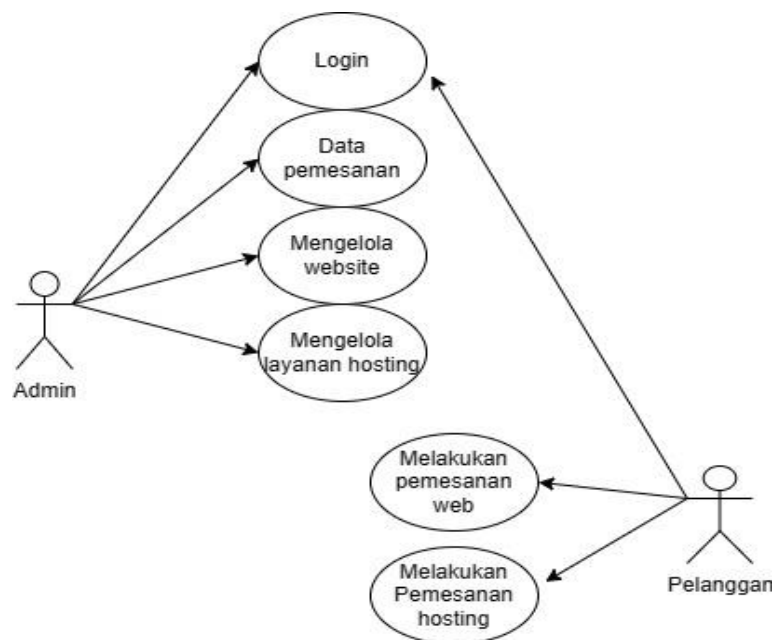 Login
Data
pemesanan
Mengelola
website
Mengelola
layanan hosting
Admin
Melakukan
pemesanan
web
Melakukan
Pemesanan
hosting
Pelanggan